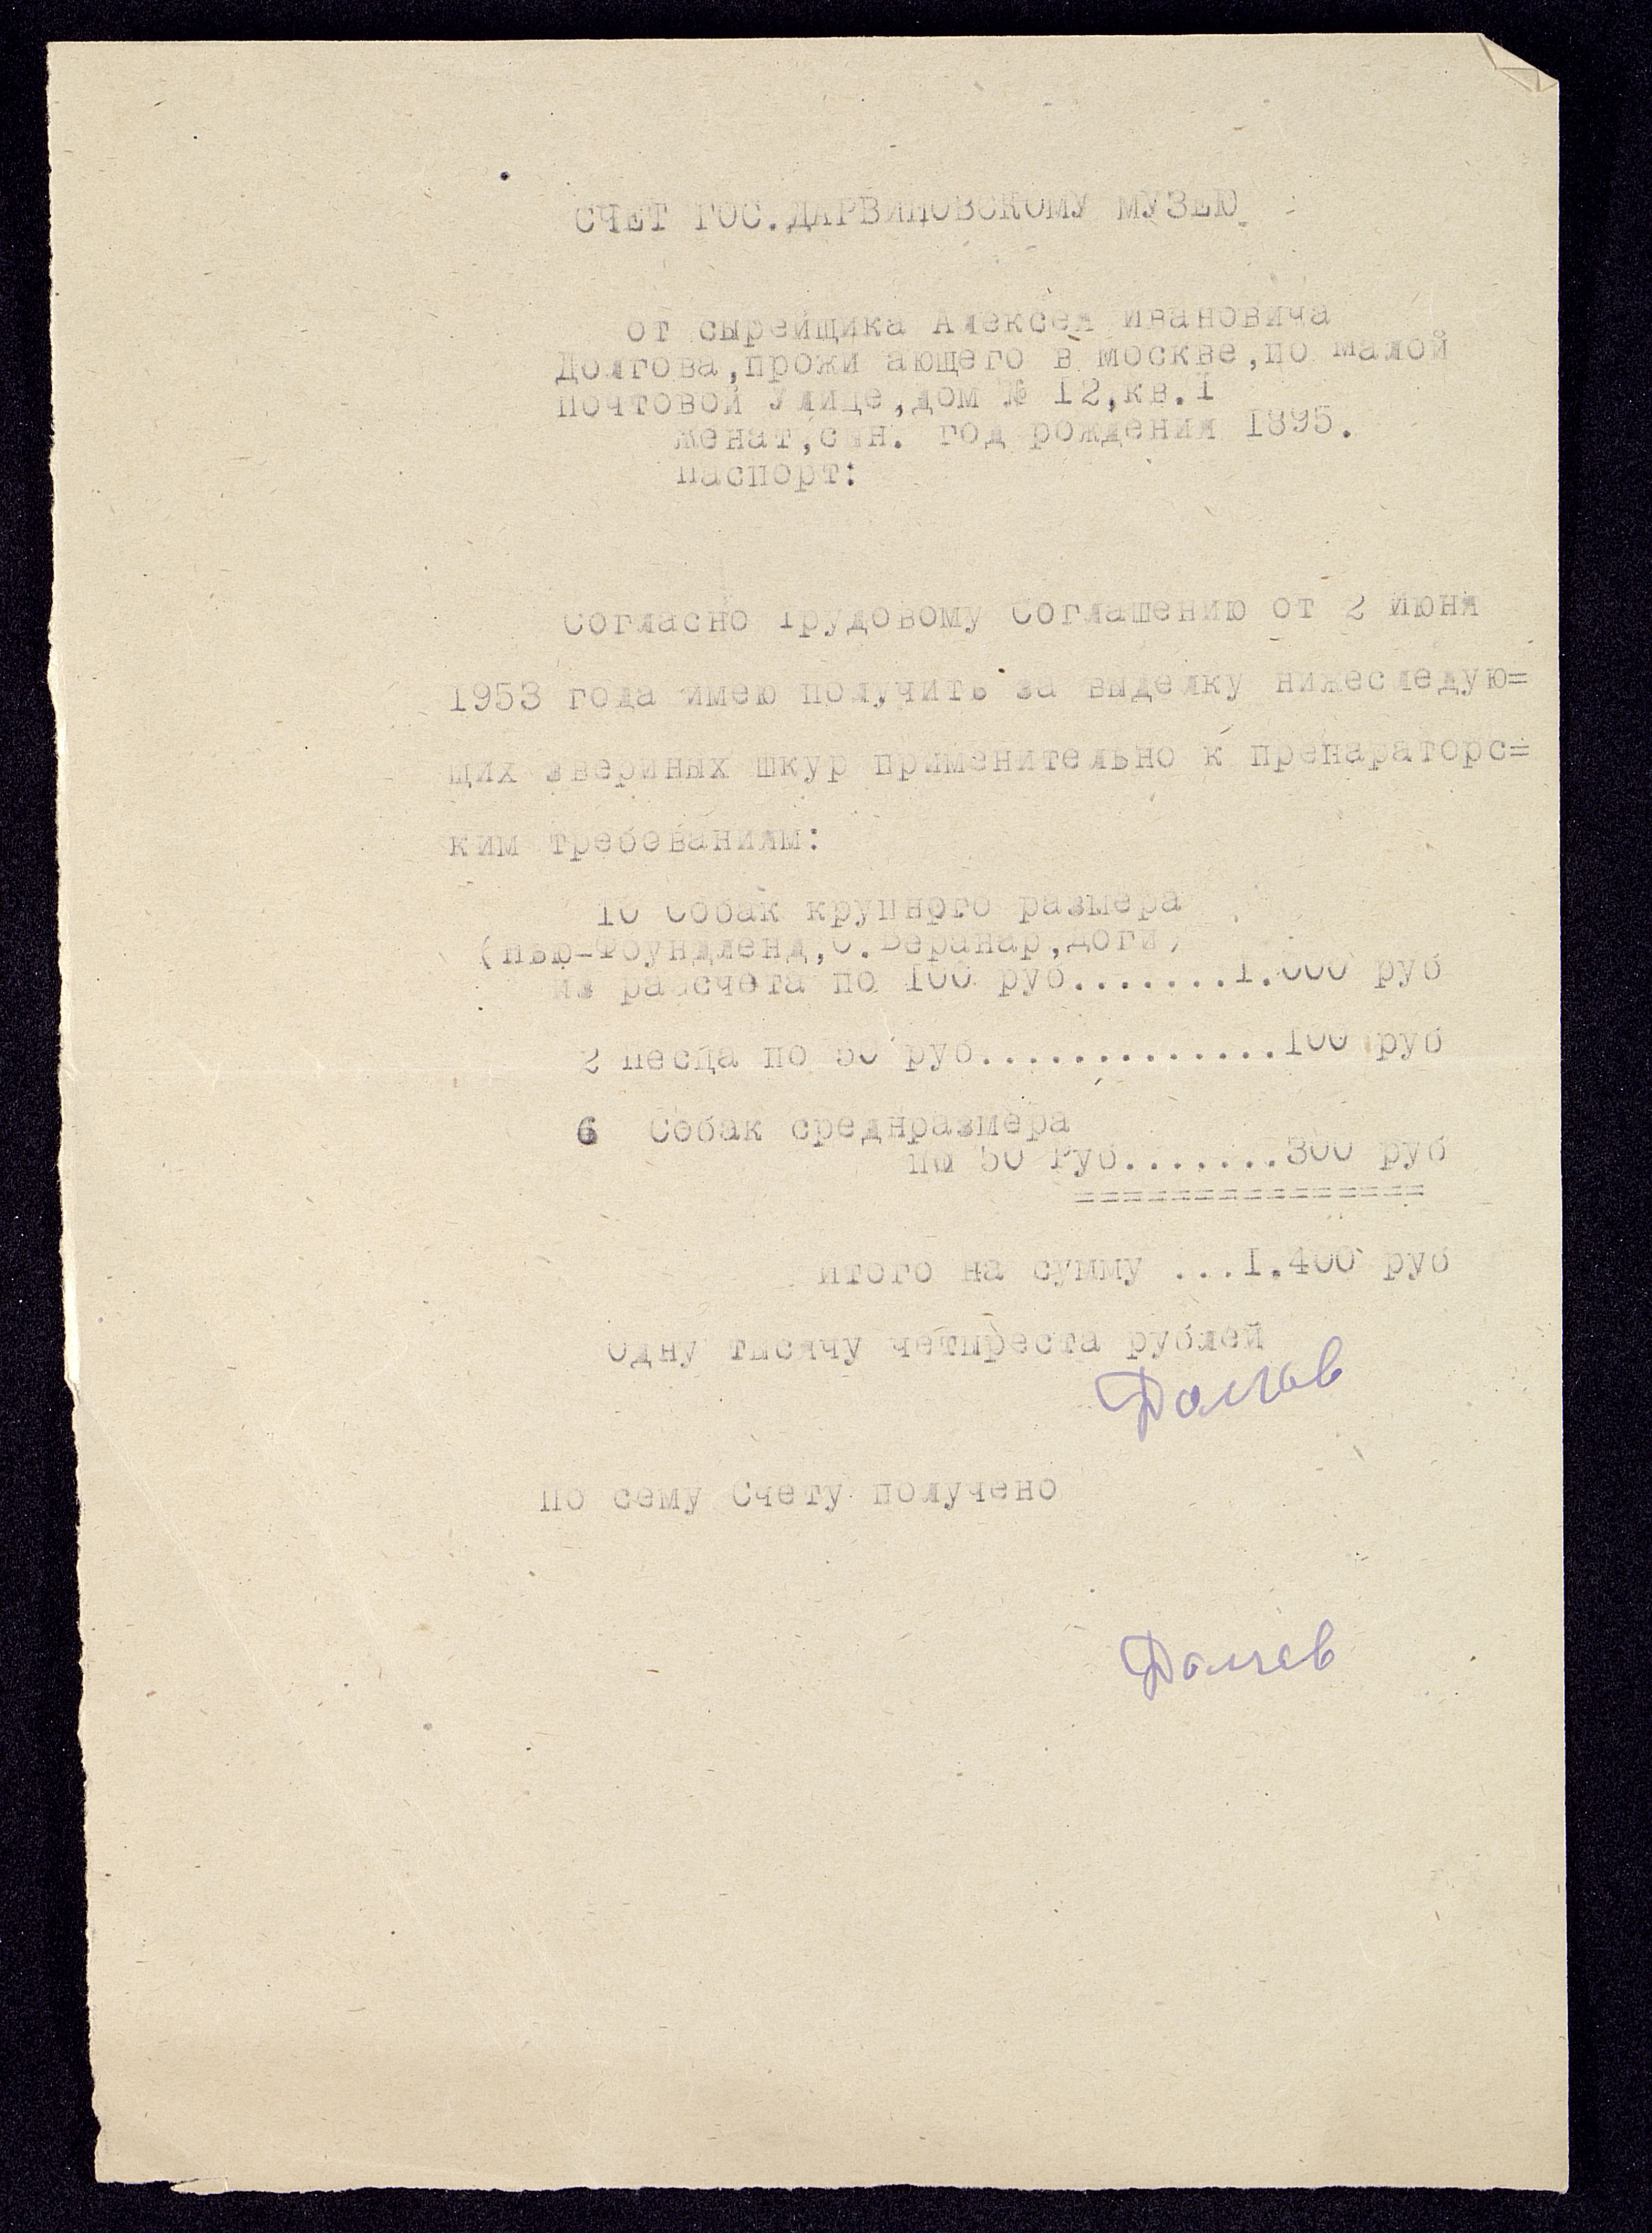 СЧЕТ ГОС.ДАРВИНОВСКОМУ МУЗЕЮ
от сырейщика Алексея Ивановича
Долгова,прожи ающего в Москве,по Малой
Почтовой Улице,дом № 12,кв.I
женат,сын. год рождения 1895.
Паспорт:
Согласно Трудовому Соглашению от 2 Июня
1953 года имею получить за выделку нижеследую=
щих звериных шкур применительно к препараторс=
ким требованиям:
10 Собак крупного размера
(Нью-Фоундленд,С.Бернар,Доги)
из рассчета по 100 руб.......1.000 руб
2 Песца по 50 руб.............100 руб
6 Собак среднразмера
по 50 Руб.......300 руб
===============
Итого на сумму ...1.400 руб
Одну тысячу четыреста рублей
Долгов
По сему Счету получено
Долгов